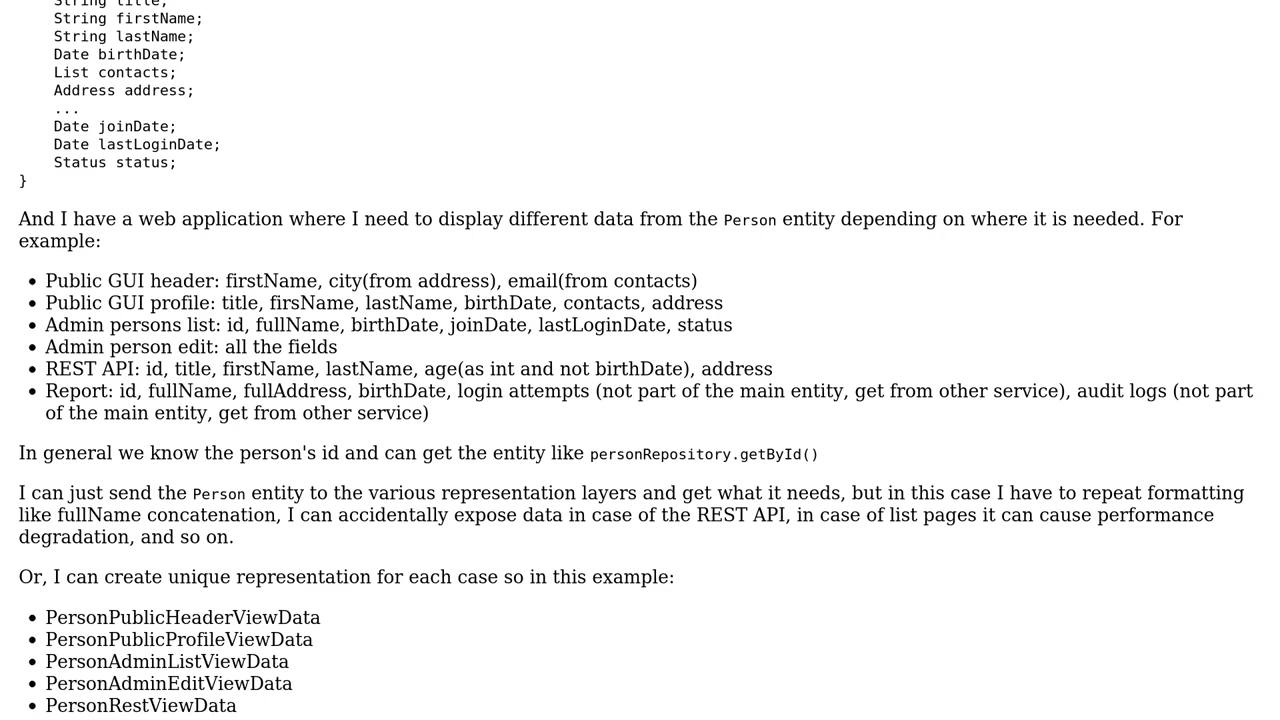 String title;
String firstName;
String lastName;
Date birthDate;
List contacts;
Address address;
...
Date joinDate;
Date lastLoginDate;
Status status;
}
And I have a web application where I need to display different data from the Person entity depending on where it is needed. For
example:
• Public GUI header: firstName, city(from address), email(from contacts)
• Public GUI profile: title, firsName, lastName, birthDate, contacts, address
• Admin persons list: id, fullName, birthDate, joinDate, lastLoginDate, status
• Admin person edit: all the fields
• REST API: id, title, firstName, lastName, age(as int and not birthDate), address
• Report: id, fullName, fullAddress, birthDate, login attempts (not part of the main entity, get from other service), audit logs (not part
of the main entity, get from other service)
In general we know the person's id and can get the entity like personRepository.getById()
I can just send the Person entity to the various representation layers and get what it needs, but in this case I have to repeat formatting
like fullName concatenation, I can accidentally expose data in case of the REST API, in case of list pages it can cause performance
degradation, and so on.
Or, I can create unique representation for each case so in this example:
• PersonPublicHeaderViewData
• PersonPublicProfileViewData
• PersonAdminListViewData
• PersonAdminEditViewData
• PersonRestViewData